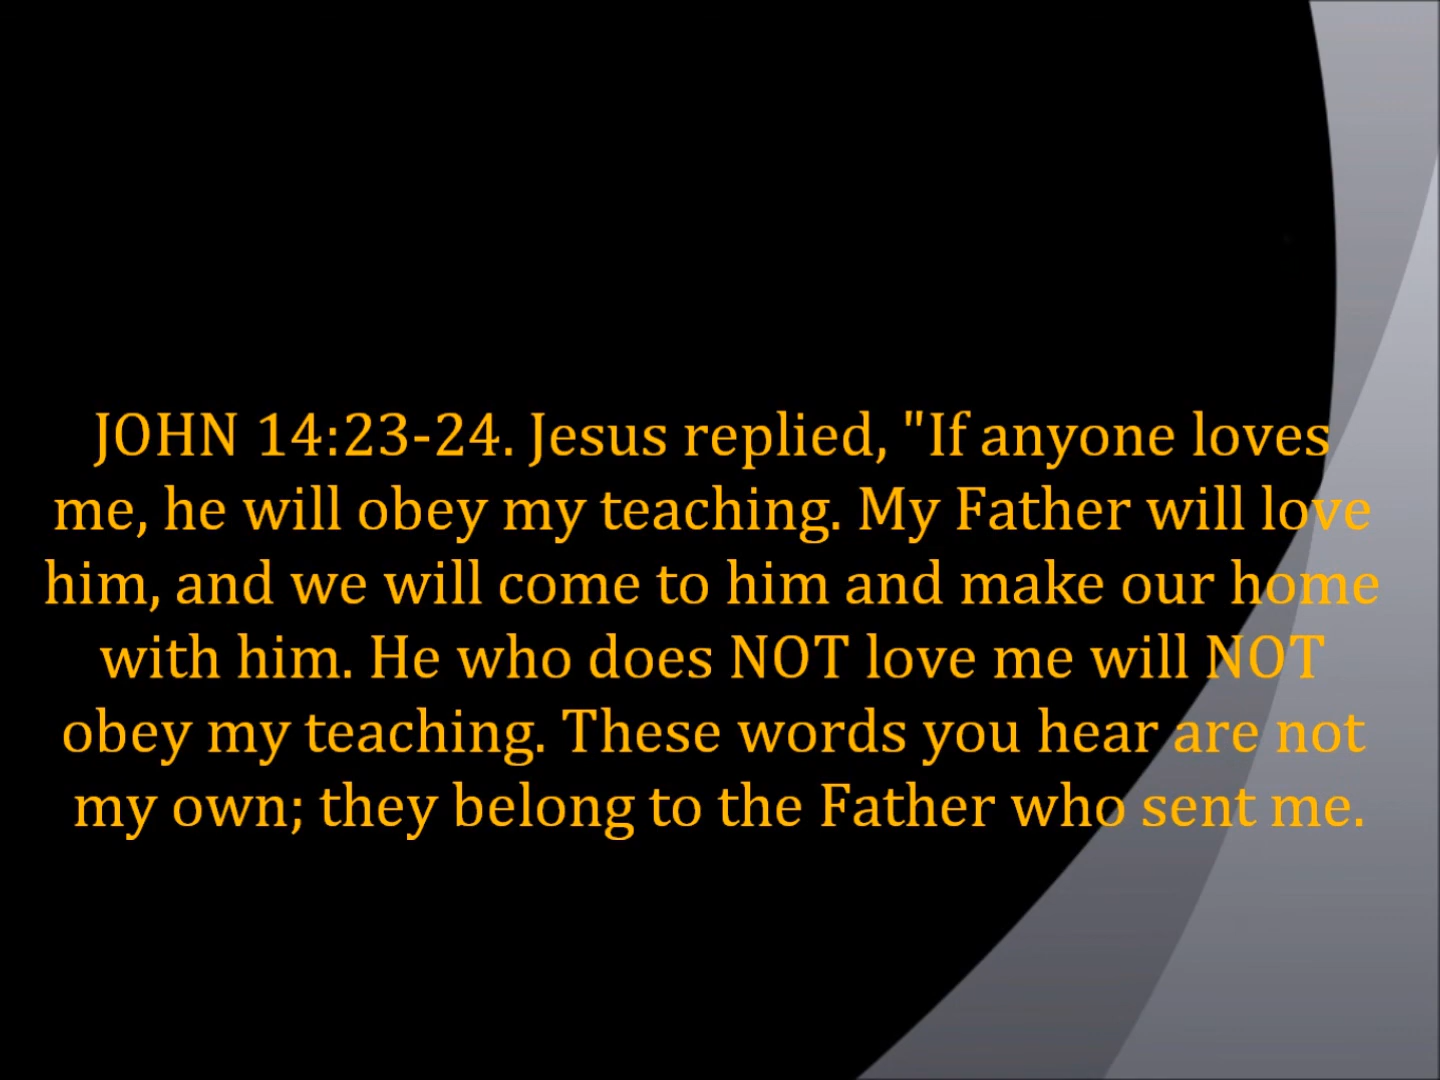 JOHN 14:23-24. Jesus replied, "If anyone loves
me, he will obey my teaching. My Father will love
him, and we will come to him and make our home
with him. He who does NOT love me will NOT
obey my teaching. These words you hear are not
my own; they belong to the Father who sent me.